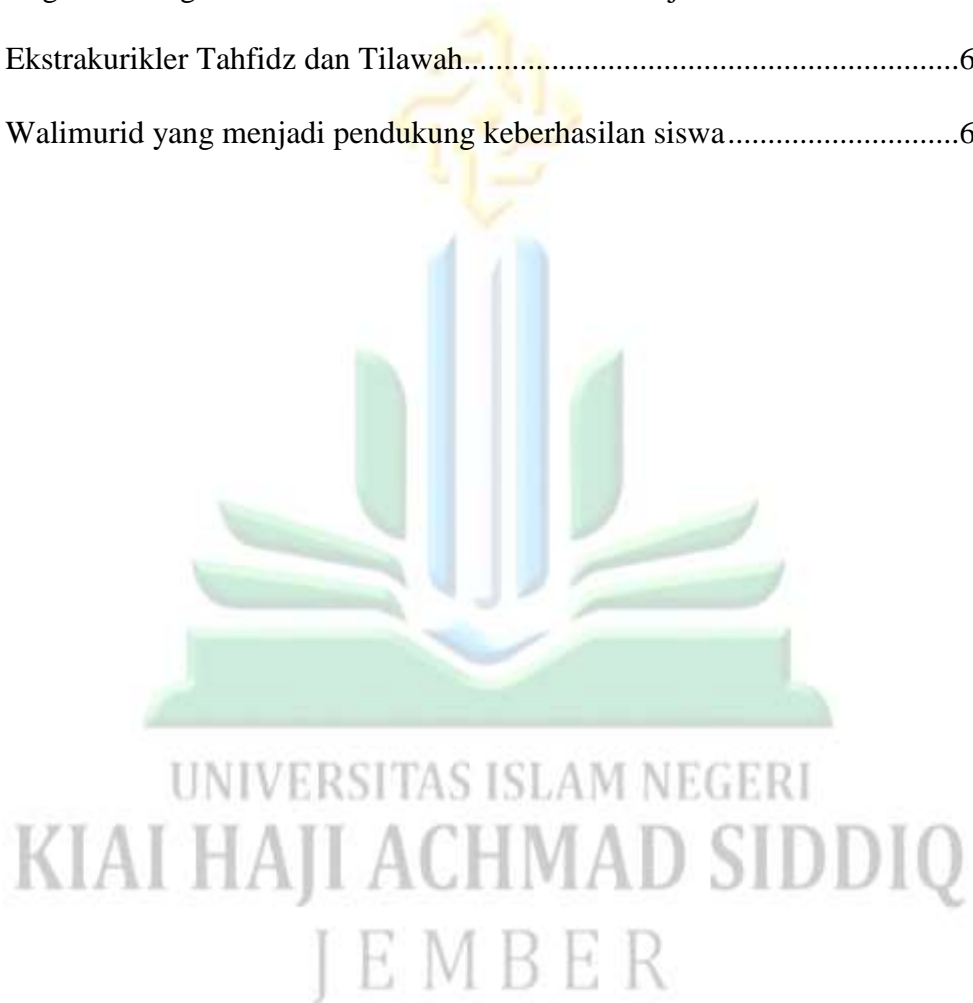 Ekstrakurikler Tahfidz dan Tilawah.............................................................6
Walimurid yang menjadi pendukung keberhasilan siswa.............................6
UNIVERSITAS ISLAM NEGERI
KIAI HAJI ACHMAD SIDDIQ
JEMBER